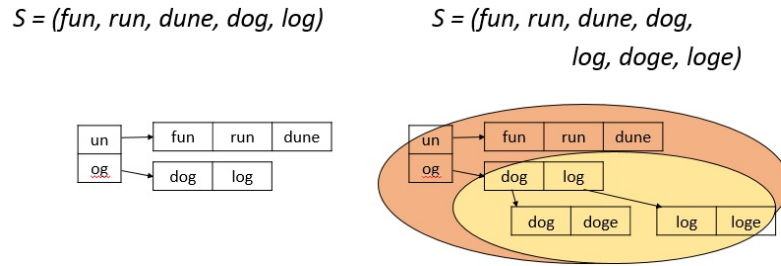 S = (fun, run, dune, dog, log)
S = (fun, run, dune, dog,
log, doge, loge)
un fun run dune
og dog log
un fun run dune
og dog log
dog doge log loge